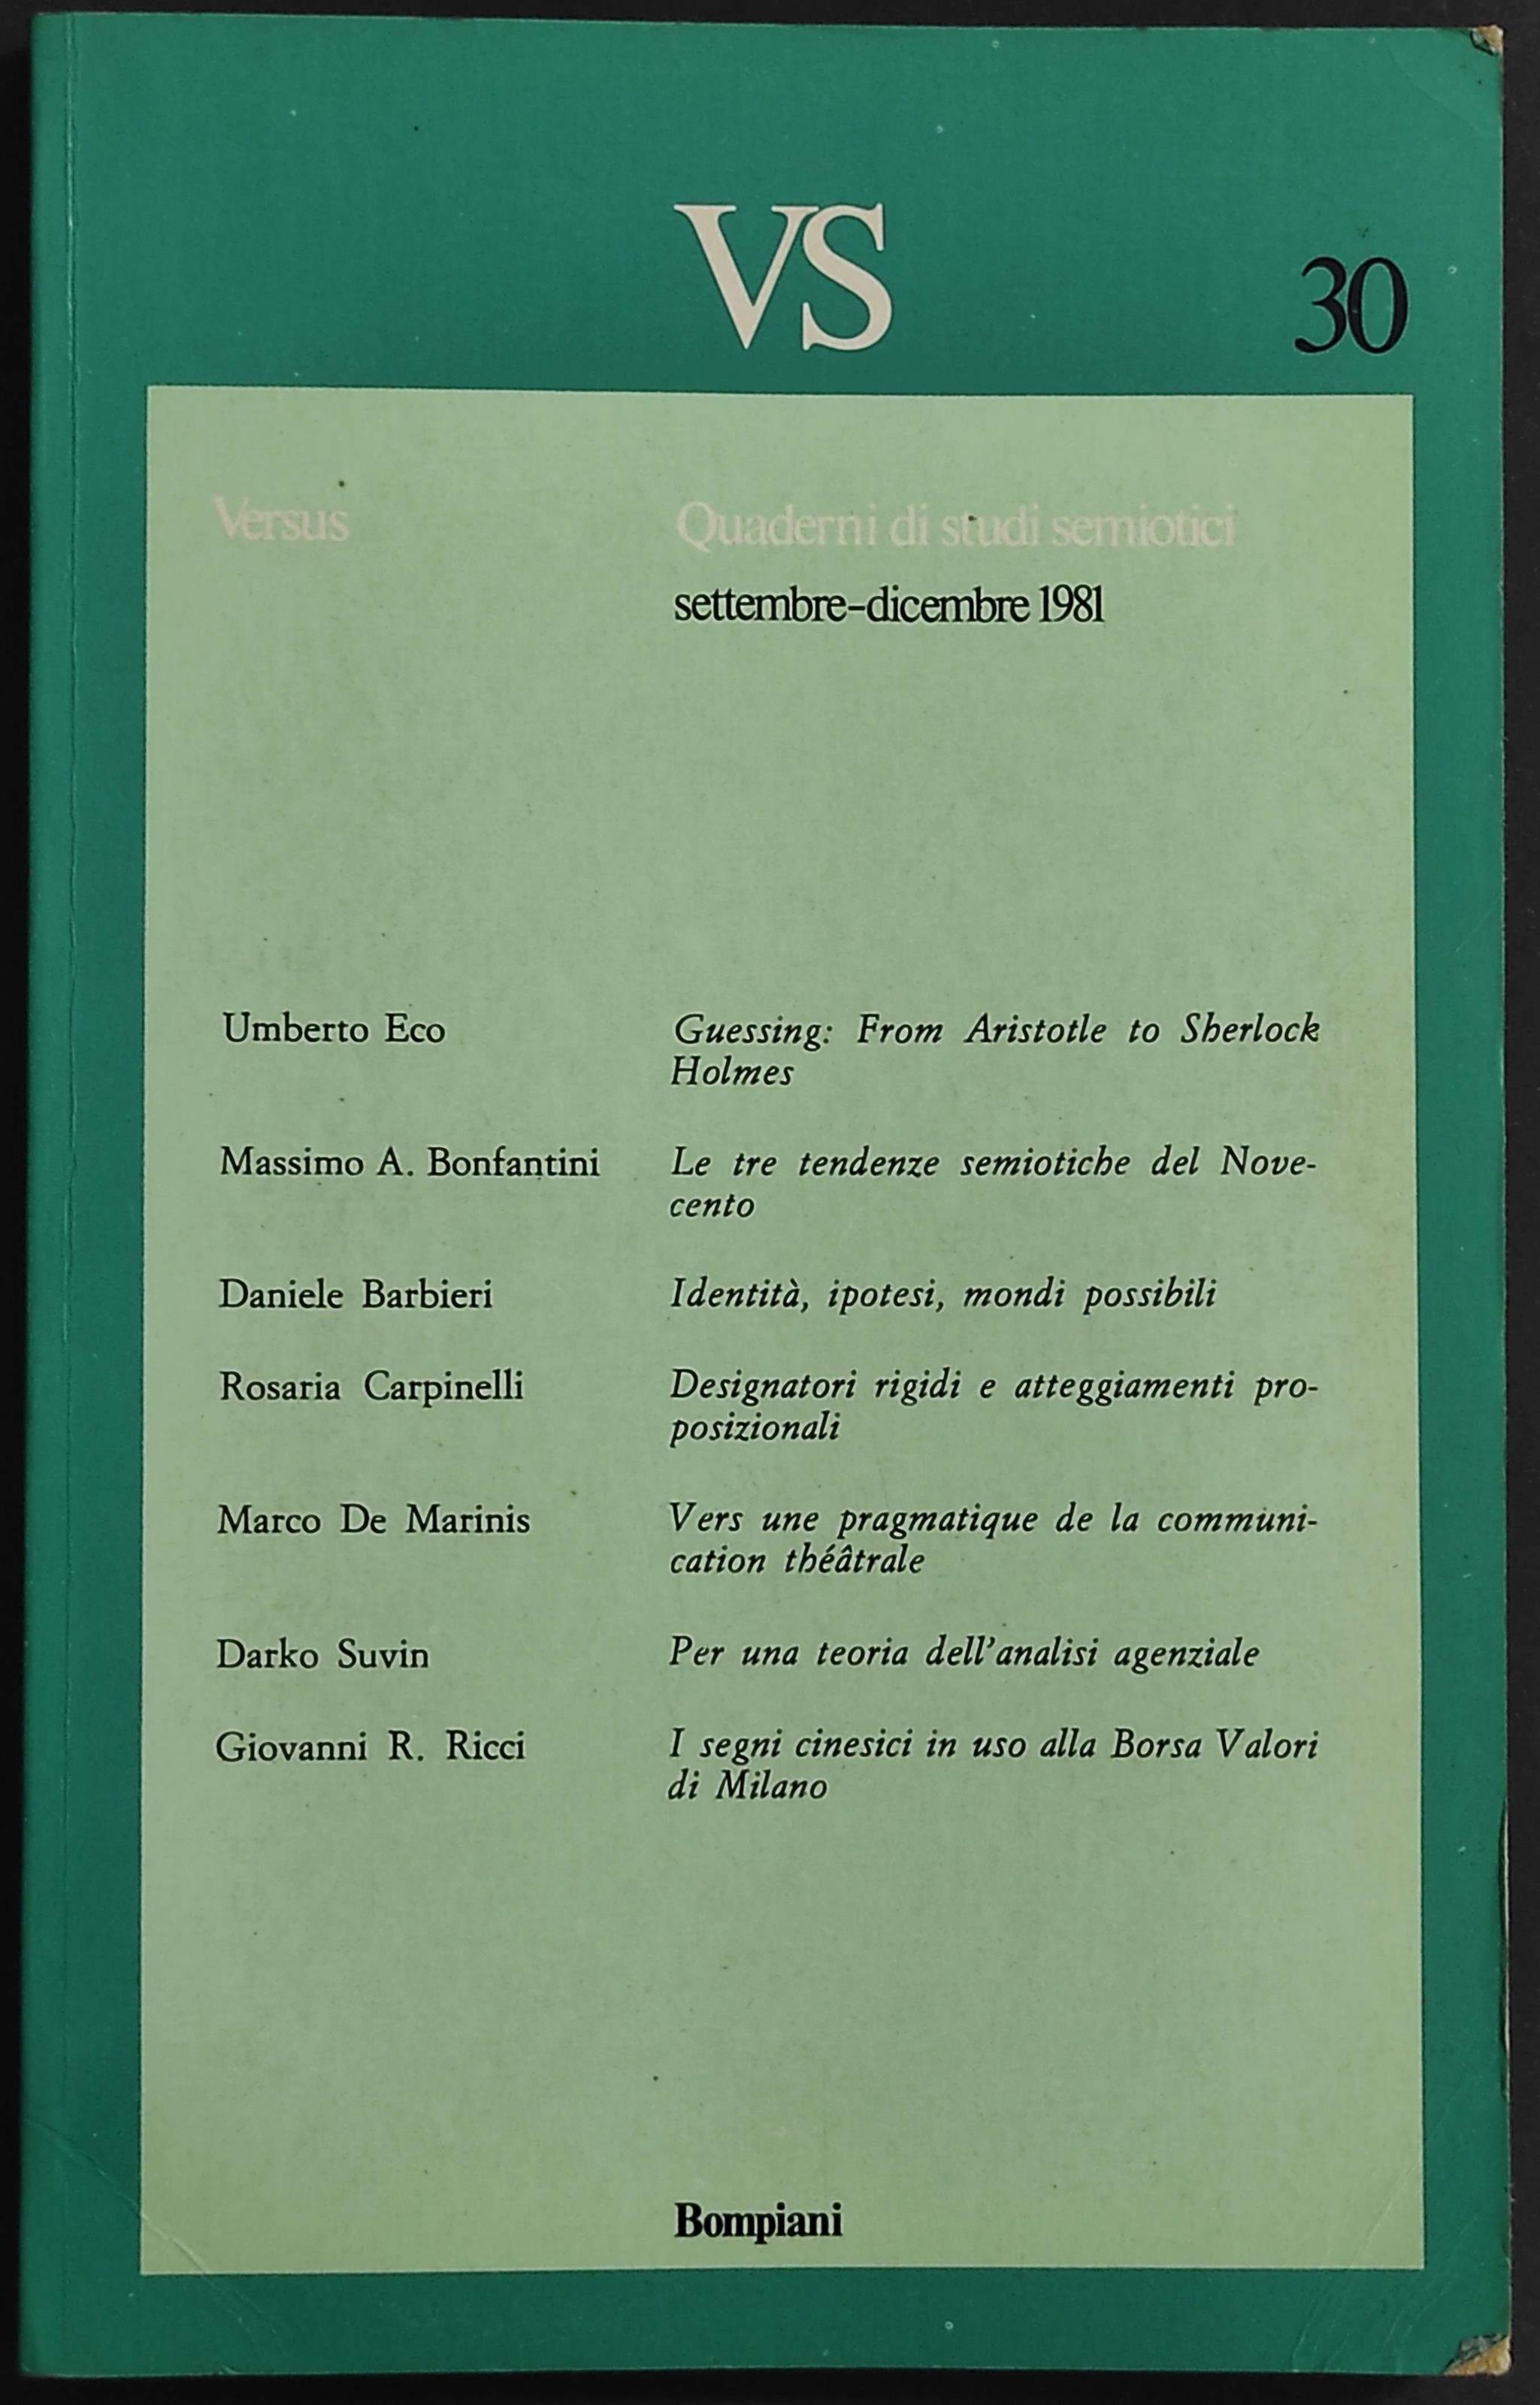 VS
30
Versus Quaderni di studi semiotici
settembre-dicembre 1981
Umberto Eco Guessing: From Aristotle to Sherlock
Holmes
Massimo A. Bonfantini Le tre tendenze semiotiche del Nove-
cento
Daniele Barbieri Identità, ipotesi, mondi possibili
Rosaria Carpinelli Designatori rigidi e atteggiamenti pro-
posizionali
Marco De Marinis Vers une pragmatique de la communi-
cation théâtrale
Darko Suvin Per una teoria dell'analisi agenziale
Giovanni R. Ricci I segni cinesici in uso alla Borsa Valori
di Milano
Bompiani